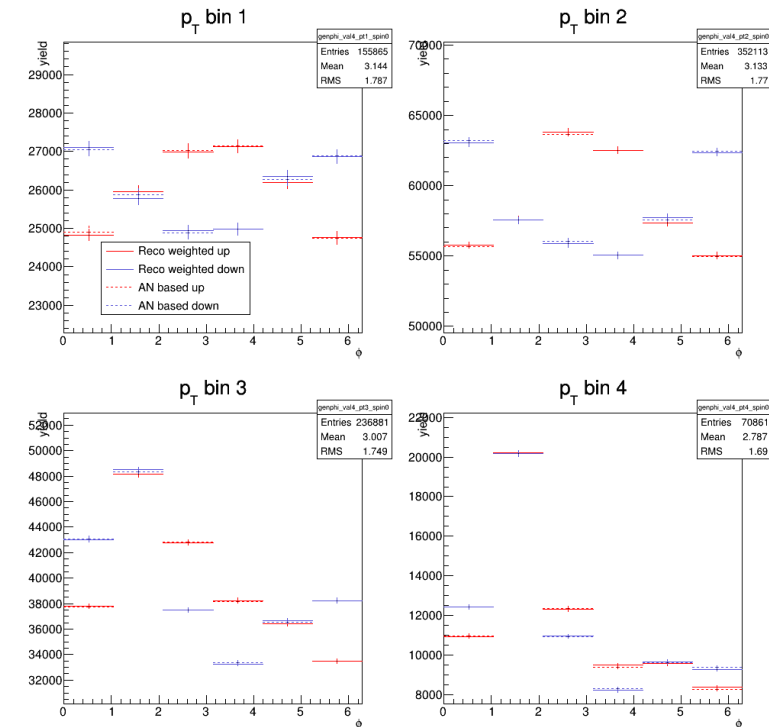 p_T bin 1
yield
genphi_val4_pt1_spin0
Entries 155865
Mean 3.144
RMS 1.787
29000
28000
27000
26000
25000
24000
23000
Reco weighted up
Reco weighted down
AN based up
AN based down
0 1 2 3 4 5 6
ϕ
p_T bin 2
yield
genphi_val4_pt2_spin0
Entries 352113
Mean 3.133
RMS 1.77
70000
65000
60000
55000
50000
0 1 2 3 4 5 6
ϕ
p_T bin 3
yield
genphi_val4_pt3_spin0
Entries 236881
Mean 3.007
RMS 1.749
52000
50000
48000
46000
44000
42000
40000
38000
36000
34000
32000
0 1 2 3 4 5 6
ϕ
p_T bin 4
yield
genphi_val4_pt4_spin0
Entries 70861
Mean 2.787
RMS 1.69
22000
20000
18000
16000
14000
12000
10000
8000
0 1 2 3 4 5 6
ϕ